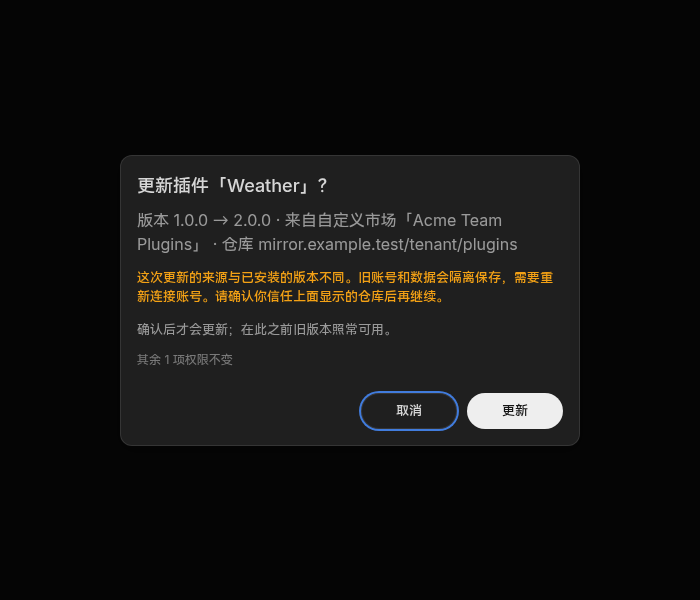 更新插件「Weather」？
版本 1.0.0 → 2.0.0 · 来自自定义市场「Acme Team
Plugins」 · 仓库 mirror.example.test/tenant/plugins
这次更新的来源与已安装的版本不同。旧账号和数据会隔离保存，需要重
新连接账号。请确认你信任上面显示的仓库后再继续。
确认后才会更新；在此之前旧版本照常可用。
其余 1 项权限不变
取消
更新